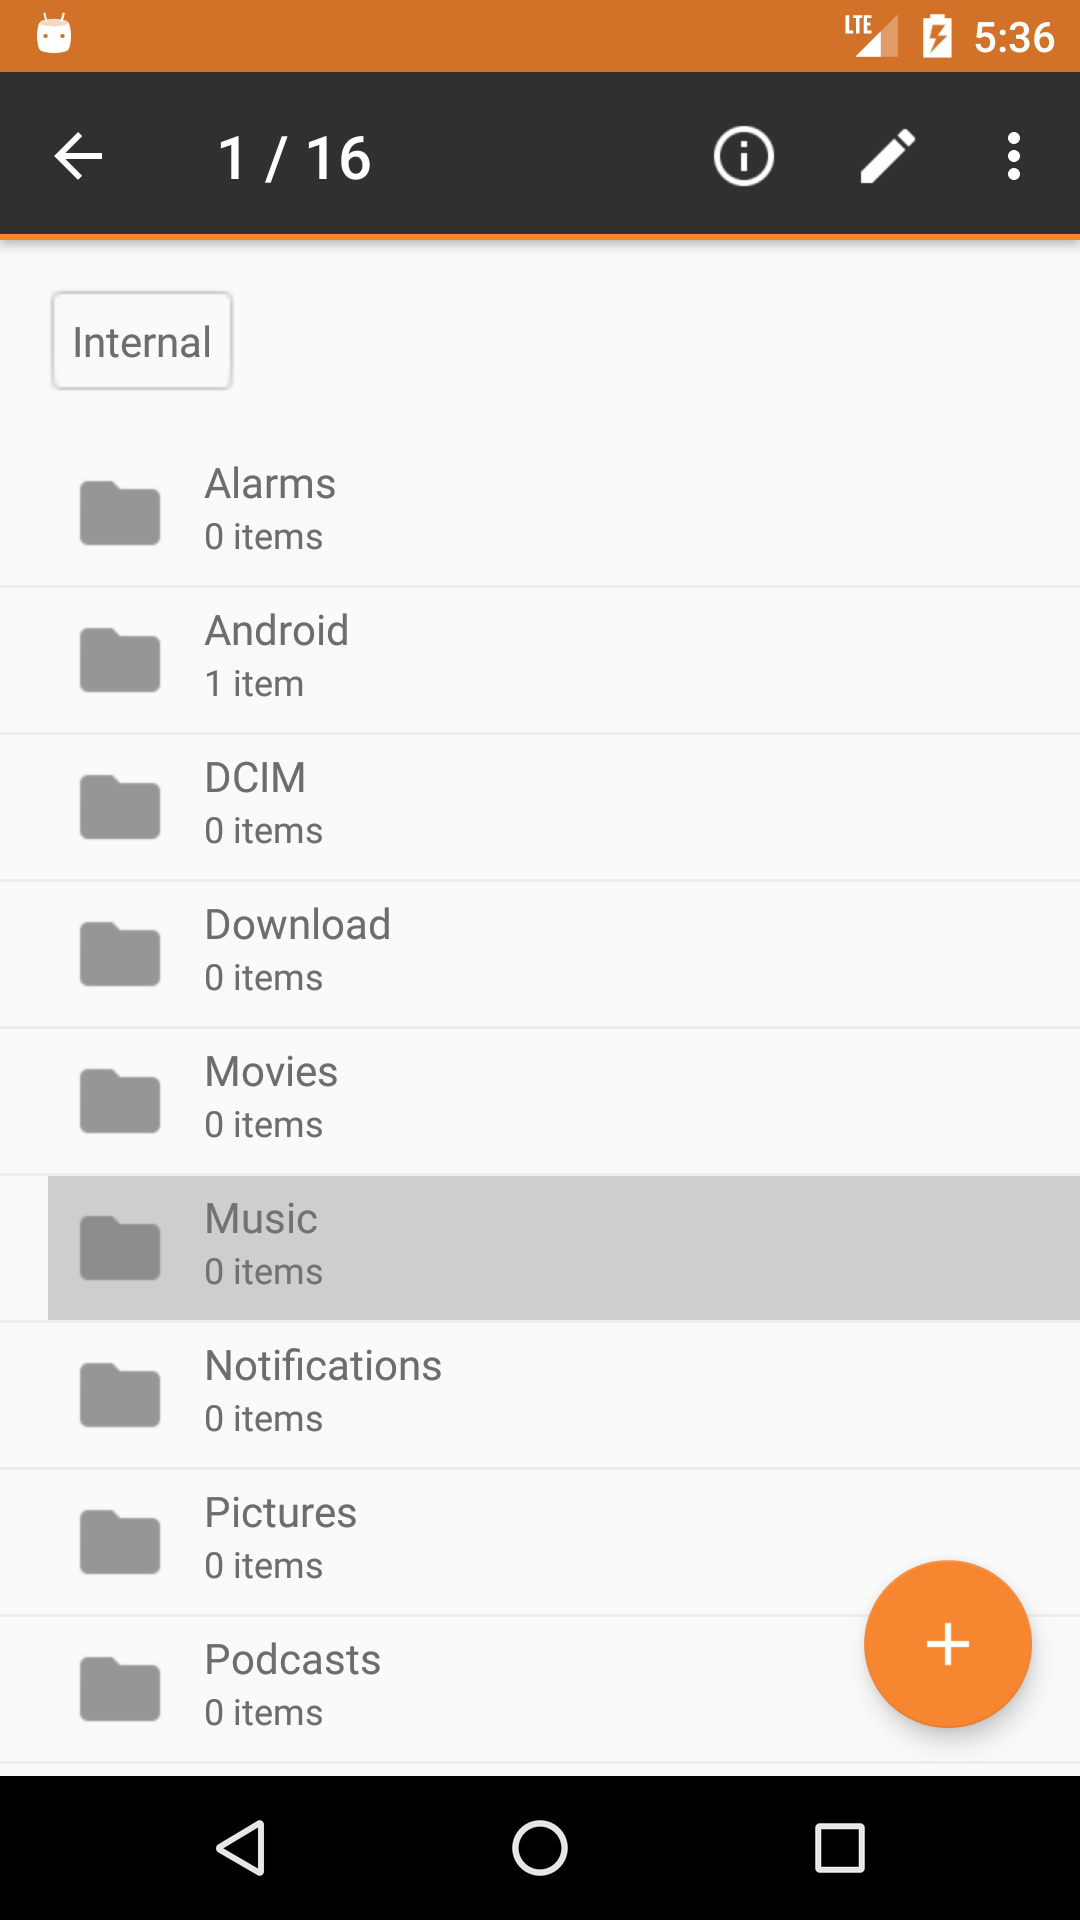 LTE 5:36
1 / 16
Internal
Alarms
0 items
Android
1 item
DCIM
0 items
Download
0 items
Movies
0 items
Music
0 items
Notifications
0 items
Pictures
0 items
Podcasts
0 items